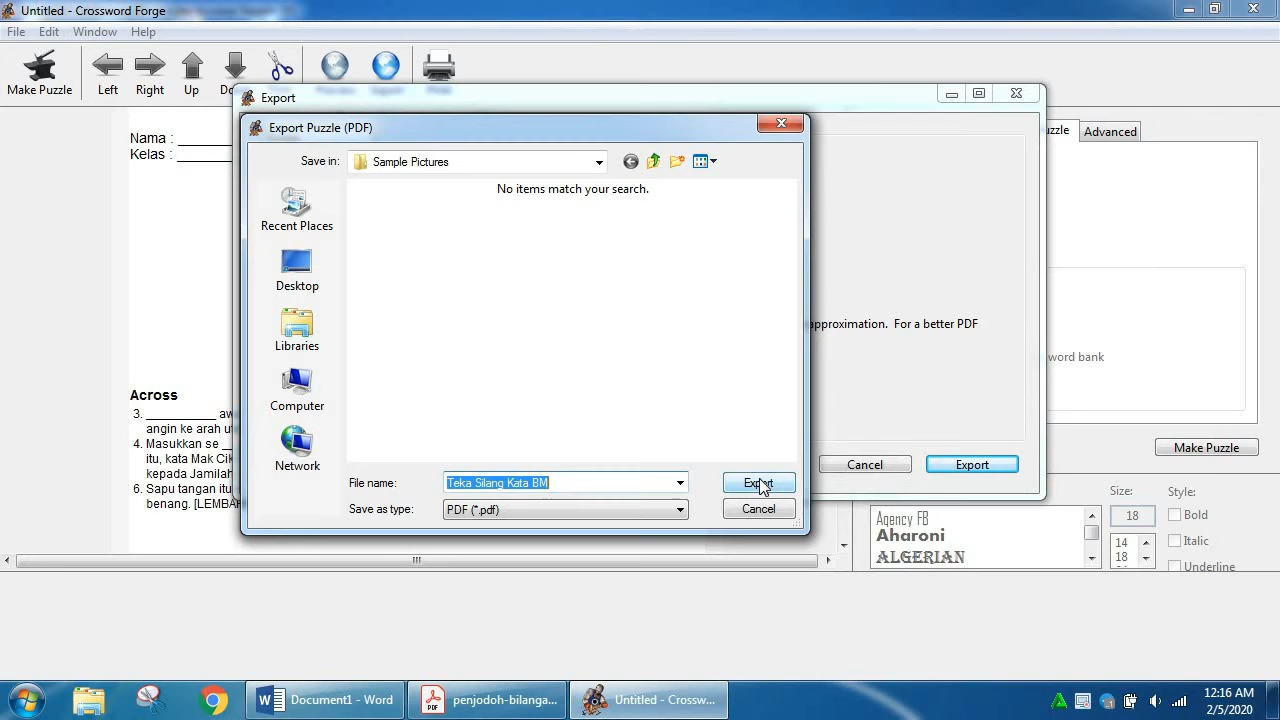 Untitled - Crossword Forge
File Edit Window Help
Make Puzzle Left Right Up
Export
Export Puzzle (PDF)
Save in: Sample Pictures
No items match your search.
Recent Places
Desktop
Libraries
Computer
Network
File name: Teka Silang Kata BM Export
Save as type: PDF (*.pdf) Cancel
Nama :
Kelas :
Across
3. __________ aw
angin ke arah ut
4. Masukkan se
itu, kata Mak Cik
kepada Jamilah
6. Sapu tangan itu
benang. [LEMBAR
Advanced
approximation. For a better PDF
word bank
Cancel Export
Make Puzzle
Size: Style:
Agency FB 18 Bold
Aharoni 14 Italic
ALGERIAN 18 Underline
Document1 - Word penjodoh-bilanga... Untitled - Crossw...
12:16 AM
2/5/2020